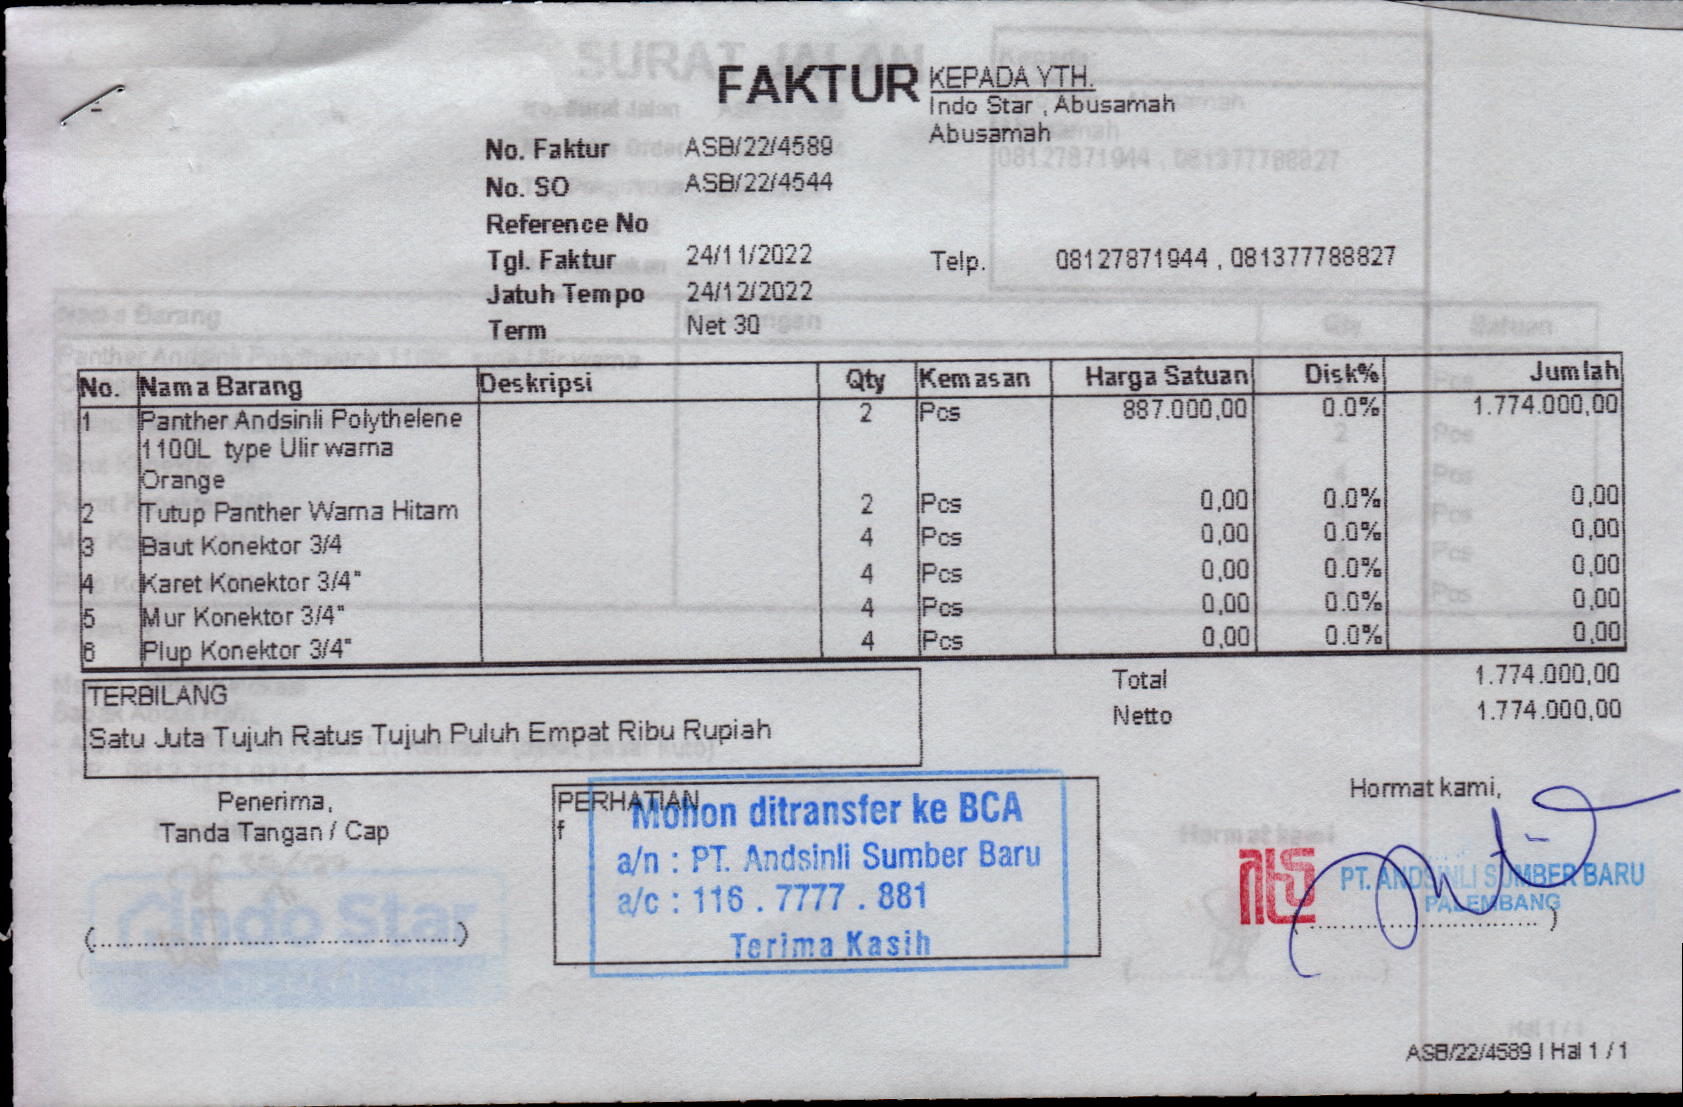 FAKTUR
KEPADA YTH.
Indo Star , Abusamah
Abusamah
No. Faktur ASB/22/4589
No. SO ASB/22/4544
Reference No
Tgl. Faktur 24/11/2022
Telp. 08127871944 , 081377788827
Jatuh Tempo 24/12/2022
Term Net 30
No. Nama Barang Deskripsi Qty Kemasan Harga Satuan Disk% Jumlah
1 Panther Andsinli Polythelene 2 Pcs 887.000,00 0.0% 1.774.000,00
1100L type Ulir warna
Orange
2 Tutup Panther Warna Hitam 2 Pcs 0,00 0.0% 0,00
3 Baut Konektor 3/4 4 Pcs 0,00 0.0% 0,00
4 Karet Konektor 3/4" 4 Pcs 0,00 0.0% 0,00
5 Mur Konektor 3/4" 4 Pcs 0,00 0.0% 0,00
6 Plup Konektor 3/4" 4 Pcs 0,00 0.0% 0,00
Total 1.774.000,00
Netto 1.774.000,00
TERBILANG
Satu Juta Tujuh Ratus Tujuh Puluh Empat Ribu Rupiah
Penerima,
Tanda Tangan / Cap
(............................................)
PERHATIAN
f
Mohon ditransfer ke BCA
a/n : PT. Andsinli Sumber Baru
a/c : 116 . 7777 . 881
Terima Kasih
Hormat kami,
PT. ANDSINLI SUMBER BARU
PALEMBANG
Indo Star
ASB/22/4589 | Hal 1 / 1